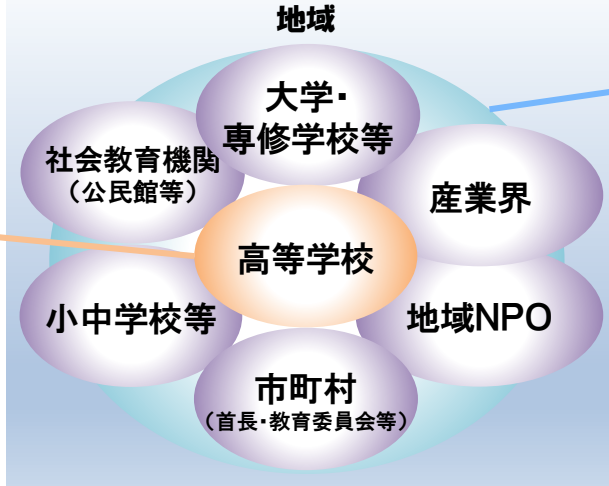 地域
大学・
専修学校等
社会教育機関
（公民館等）
産業界
高等学校
小中学校等
地域NPO
市町村
（首長・教育委員会等）